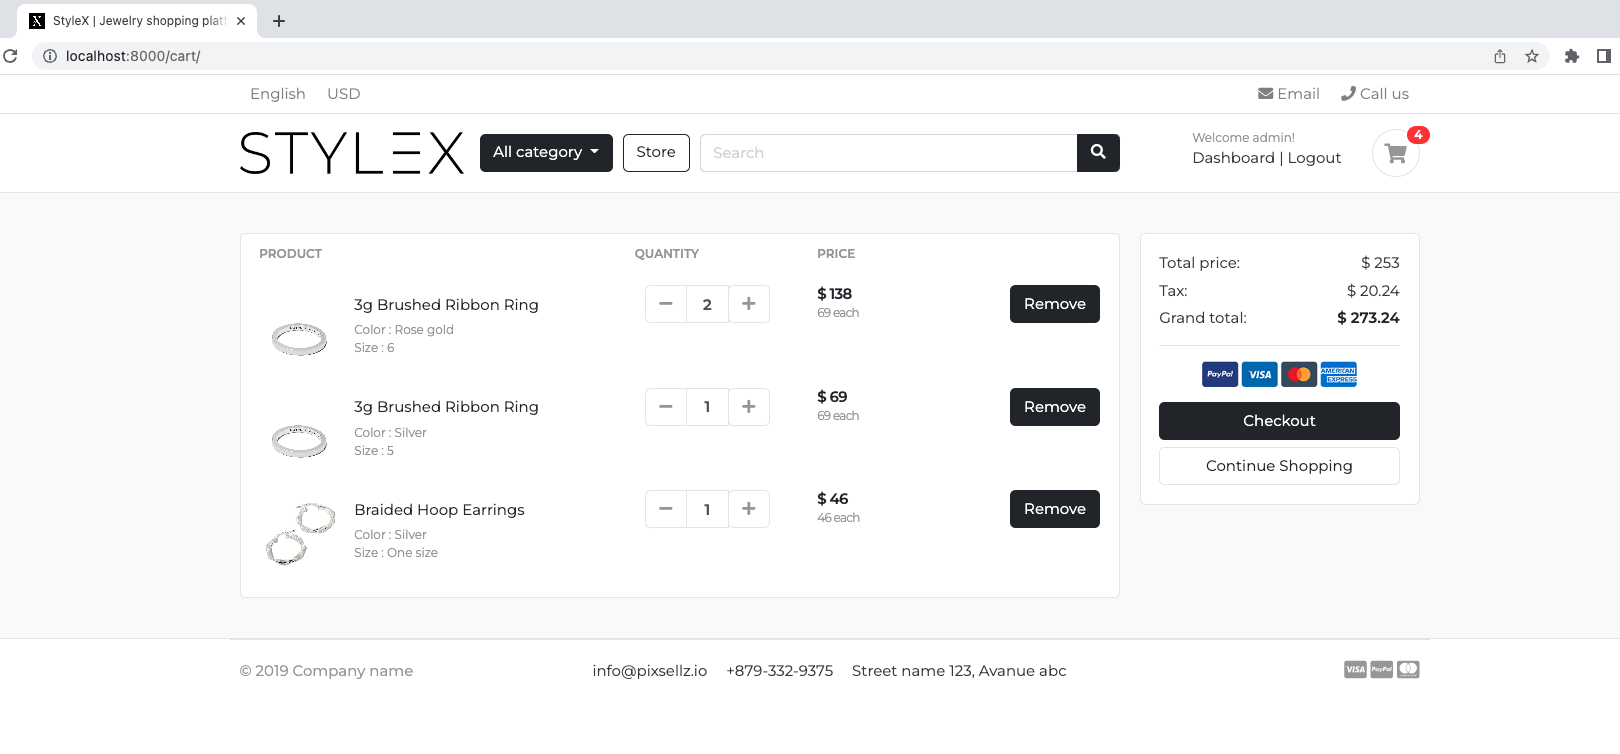 StyleX | Jewelry shopping plat
localhost:8000/cart/
English USD Email Call us
STYLEX All category Store Search Welcome admin! 4
Dashboard | Logout
PRODUCT QUANTITY PRICE
3g Brushed Ribbon Ring 2 $ 138 Remove
69 each
Color : Rose gold
Size : 6
3g Brushed Ribbon Ring 1 $ 69 Remove
69 each
Color : Silver
Size : 5
Braided Hoop Earrings 1 $ 46 Remove
46 each
Color : Silver
Size : One size
Total price: $ 253
Tax: $ 20.24
Grand total: $ 273.24
PayPal VISA AMERICAN EXPRESS
Checkout
Continue Shopping
© 2019 Company name info@pixsellz.io +879-332-9375 Street name 123, Avanue abc VISA PayPal